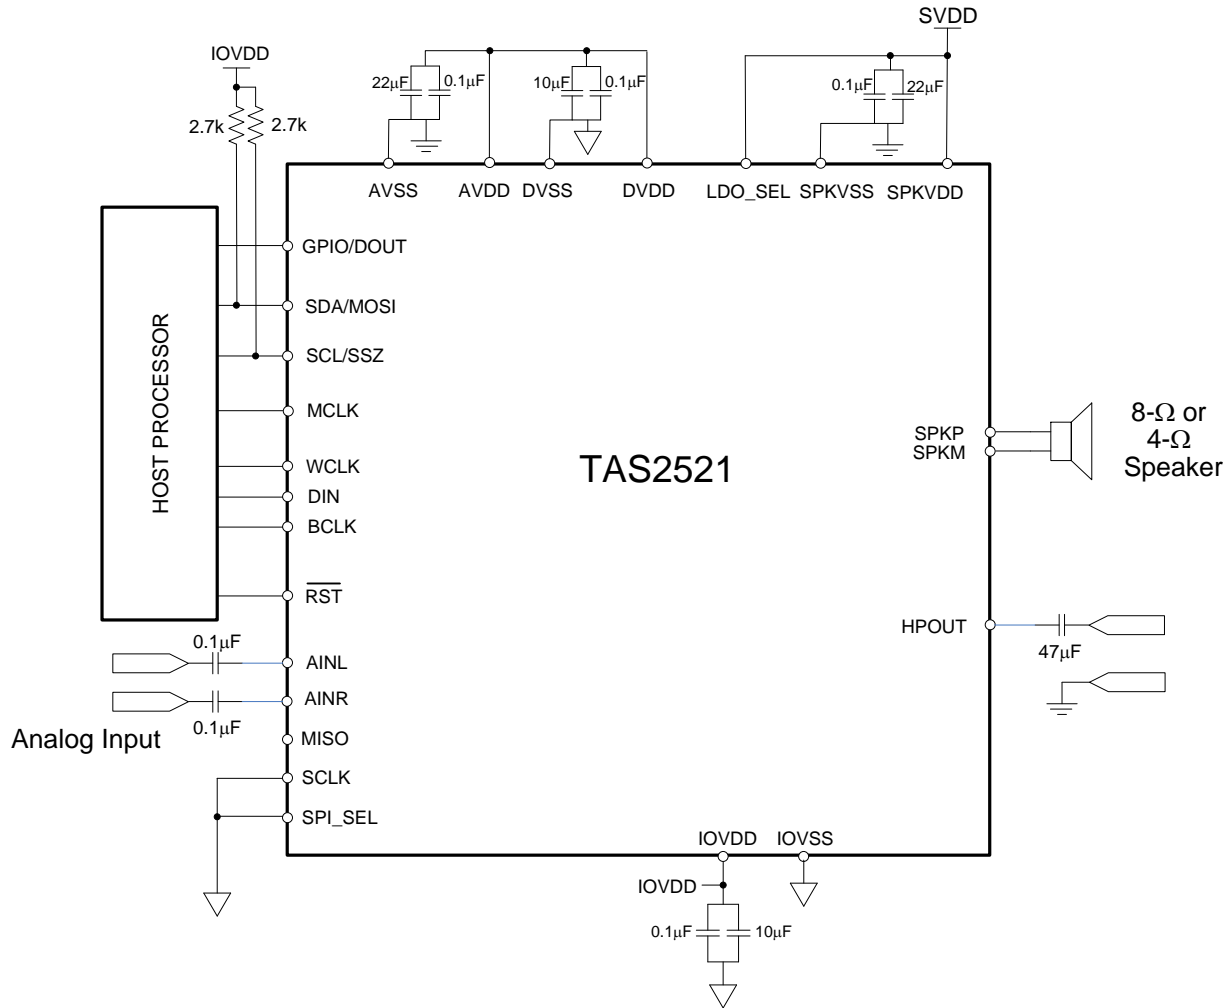 SVDD
IOVDD
22μF
0.1μF
10μF
0.1μF
0.1μF
22μF
2.7k
2.7k
AVSS
AVDD
DVSS
DVDD
LDO_SEL
SPKVSS
SPKVDD
HOST PROCESSOR
GPIO/DOUT
SDA/MOSI
SCL/SSZ
MCLK
WCLK
DIN
BCLK
RST
TAS2521
SPKP
SPKM
8-Ω or
4-Ω
Speaker
HPOUT
47μF
0.1μF
AINL
AINR
0.1μF
Analog Input
MISO
SCLK
SPI_SEL
IOVDD
IOVSS
IOVDD
0.1μF
10μF